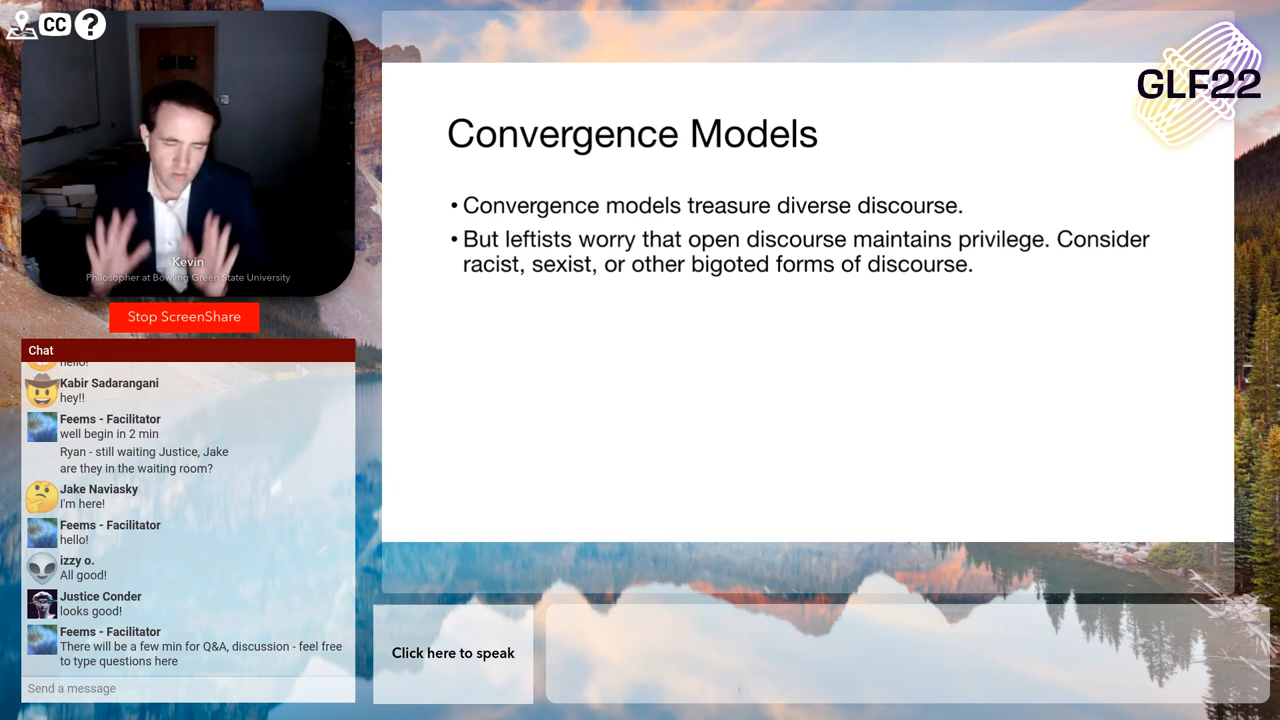 CC
?
GLF22
Kevin
Philosopher at Bowling Green State University
Stop ScreenShare
Convergence Models
• Convergence models treasure diverse discourse.
• But leftists worry that open discourse maintains privilege. Consider
racist, sexist, or other bigoted forms of discourse.
Chat
hello!
Kabir Sadarangani
hey!!
Feems - Facilitator
well begin in 2 min
Ryan - still waiting Justice, Jake
are they in the waiting room?
Jake Naviasky
I'm here!
Feems - Facilitator
hello!
izzy o.
All good!
Justice Conder
looks good!
Feems - Facilitator
There will be a few min for Q&A, discussion - feel free
to type questions here
Send a message
Click here to speak